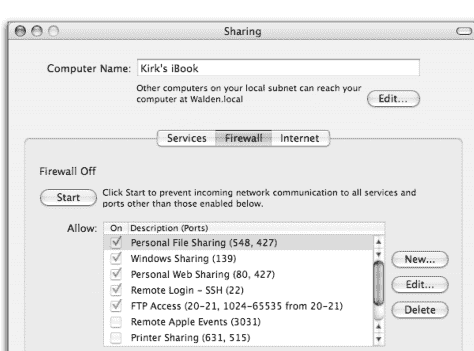 Sharing
Computer Name: Kirk's iBook
Other computers on your local subnet can reach your
computer at Walden.local
Edit...
Services Firewall Internet
Firewall Off
Start
Click Start to prevent incoming network communication to all services and
ports other than those enabled below.
Allow: On Description (Ports)
Personal File Sharing (548, 427)
Windows Sharing (139)
Personal Web Sharing (80, 427)
Remote Login - SSH (22)
FTP Access (20-21, 1024-65535 from 20-21)
Remote Apple Events (3031)
Printer Sharing (631, 515)
New...
Edit...
Delete